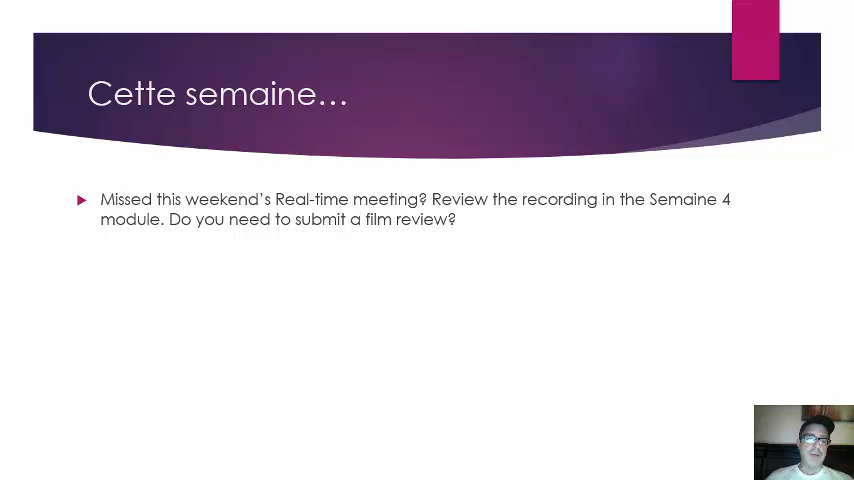 Cette semaine…
Missed this weekend's Real-time meeting? Review the recording in the Semaine 4
module. Do you need to submit a film review?